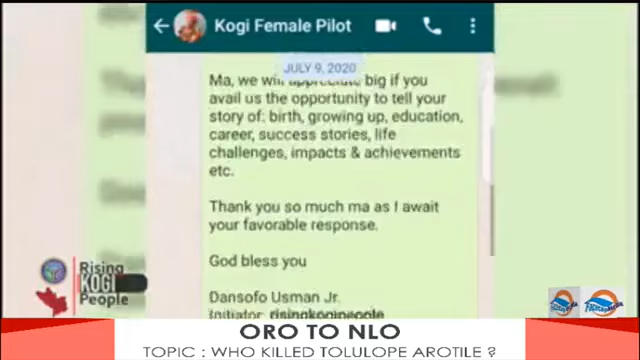 Kogi Female Pilot
JULY 9, 2020
Ma, we will appreciate big if you
avail us the opportunity to tell your
story of: birth, growing up, education,
career, success stories, life
challenges, impacts & achievements
etc.
Thank you so much ma as I await
your favorable response.
God bless you
Dansofo Usman Jr.
Initiator: risingkogipeople
Rising
KOGI
People
ORO TO NLO
TOPIC : WHO KILLED TOLULOPE AROTILE ?